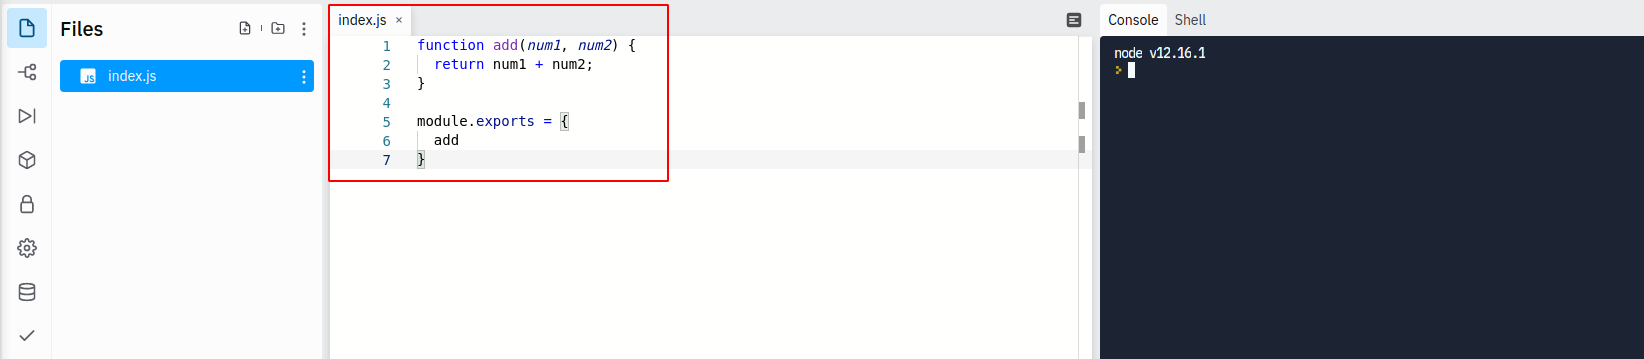 Files
JS index.js
index.js ×
1 function add(num1, num2) {
2   return num1 + num2;
3 }
4
5 module.exports = {
6   add
7 }
Console Shell
node v12.16.1
>